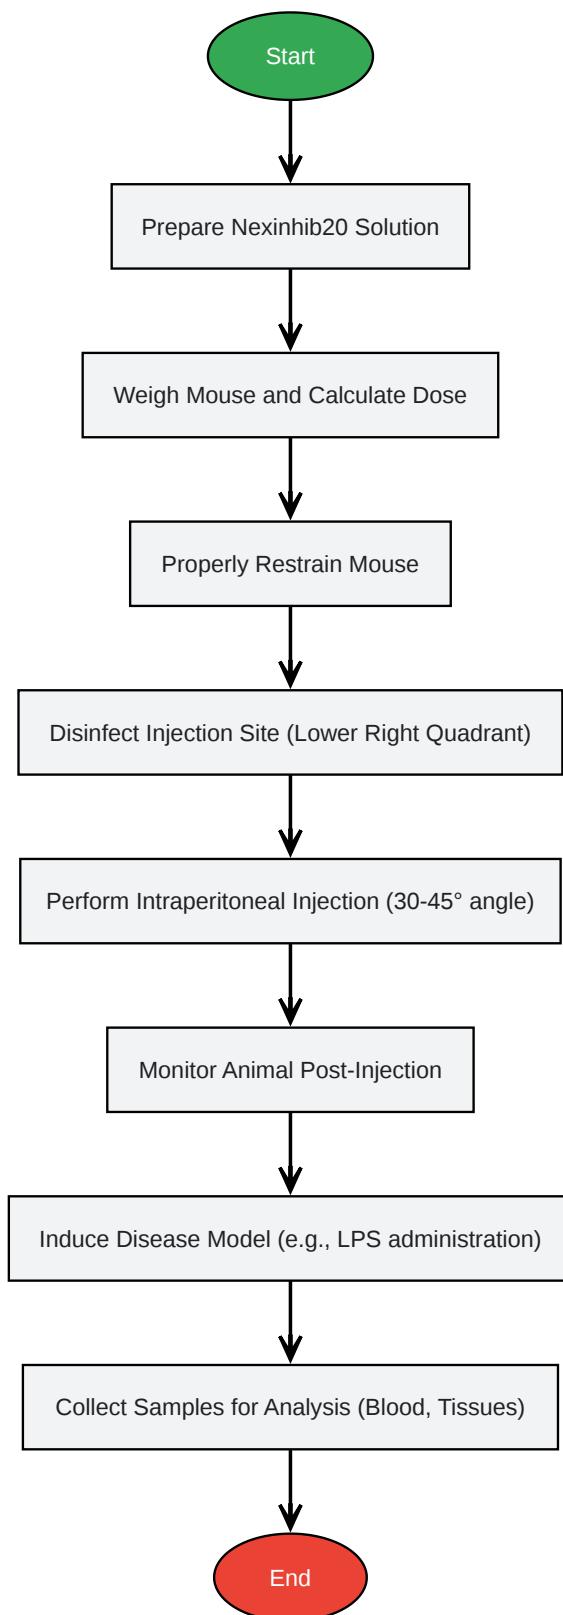 Start
Prepare Nexinhib20 Solution
Weigh Mouse and Calculate Dose
Properly Restrain Mouse
Disinfect Injection Site (Lower Right Quadrant)
Perform Intraperitoneal Injection (30-45° angle)
Monitor Animal Post-Injection
Induce Disease Model (e.g., LPS administration)
Collect Samples for Analysis (Blood, Tissues)
End